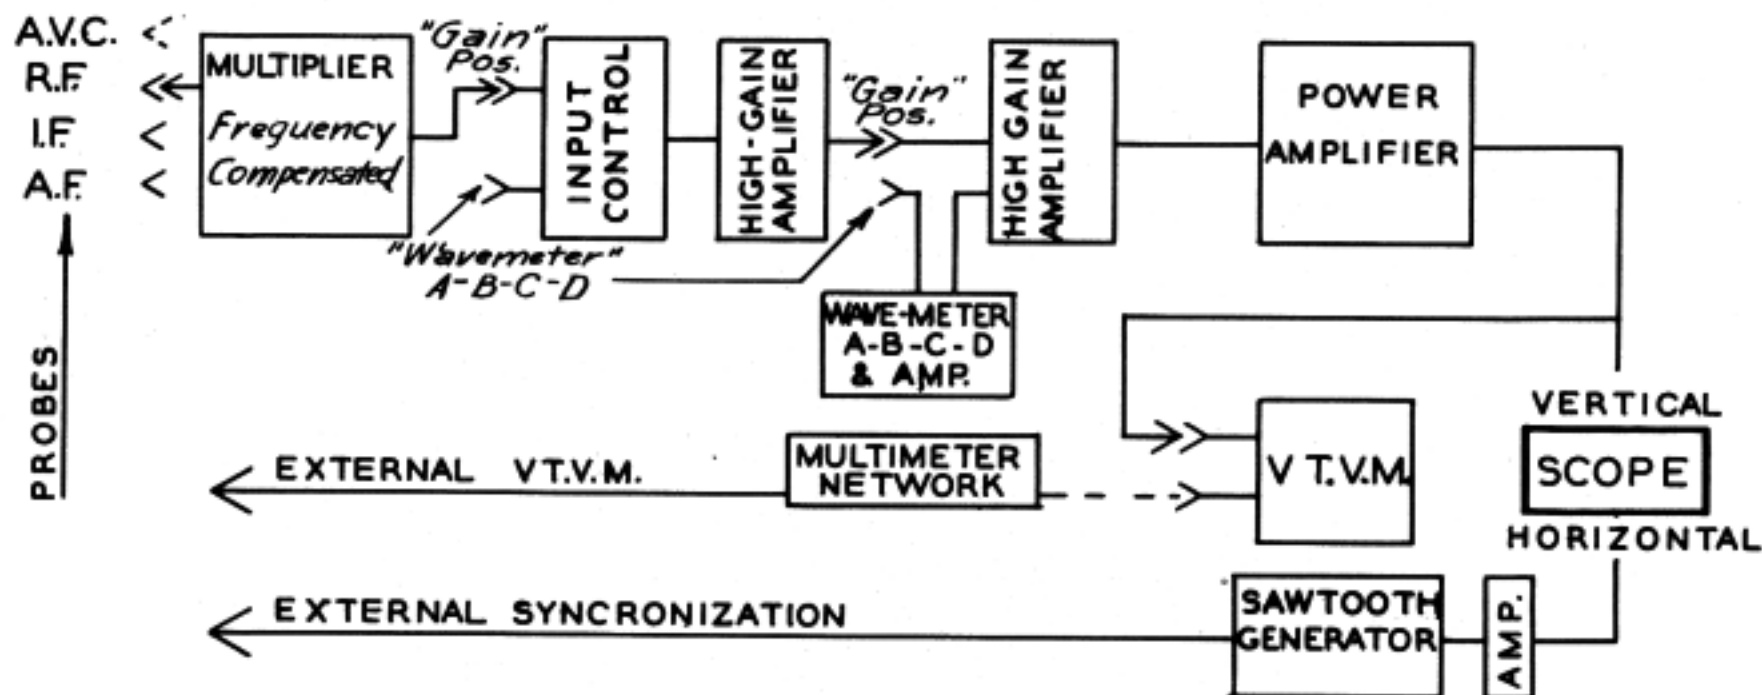 A.V.C.
R.F.
I.F.
A.F.
PROBES
MULTIPLIER
Frequency
Compensated
"Gain"
Pos.
"Wavemeter"
A-B-C-D
INPUT
CONTROL
HIGH-GAIN
AMPLIFIER
"Gain"
Pos.
WAVE-METER
A-B-C-D
& AMP.
HIGH GAIN
AMPLIFIER
POWER
AMPLIFIER
EXTERNAL V.T.V.M.
MULTIMETER
NETWORK
V.T.V.M.
VERTICAL
SCOPE
HORIZONTAL
EXTERNAL SYNCRONIZATION
SAWTOOTH
GENERATOR
AMP.